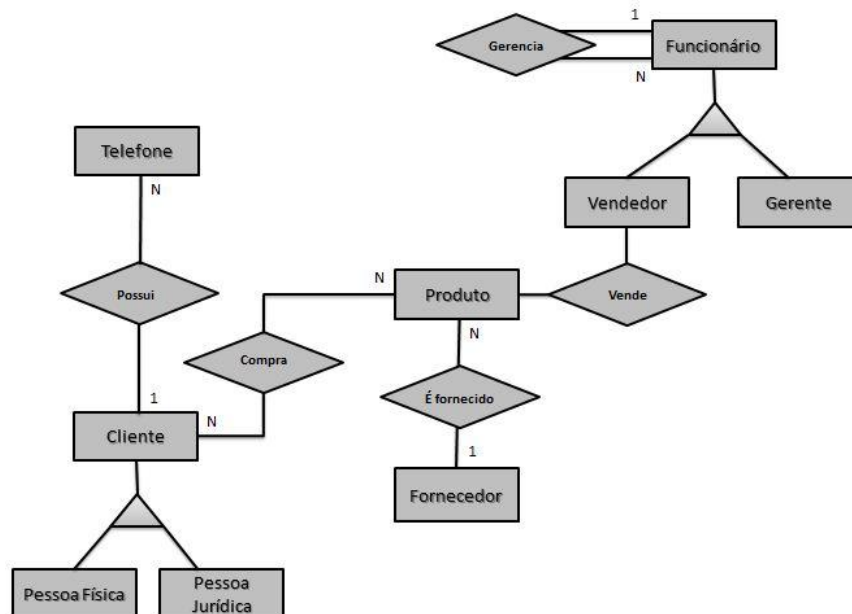 1
Gerencia
Funcionário
N
Telefone
N
Vendedor
Gerente
Possui
N
Produto
Vende
N
Compra
É fornecido
1
N
Cliente
1
Fornecedor
Pessoa Física
Pessoa
Jurídica